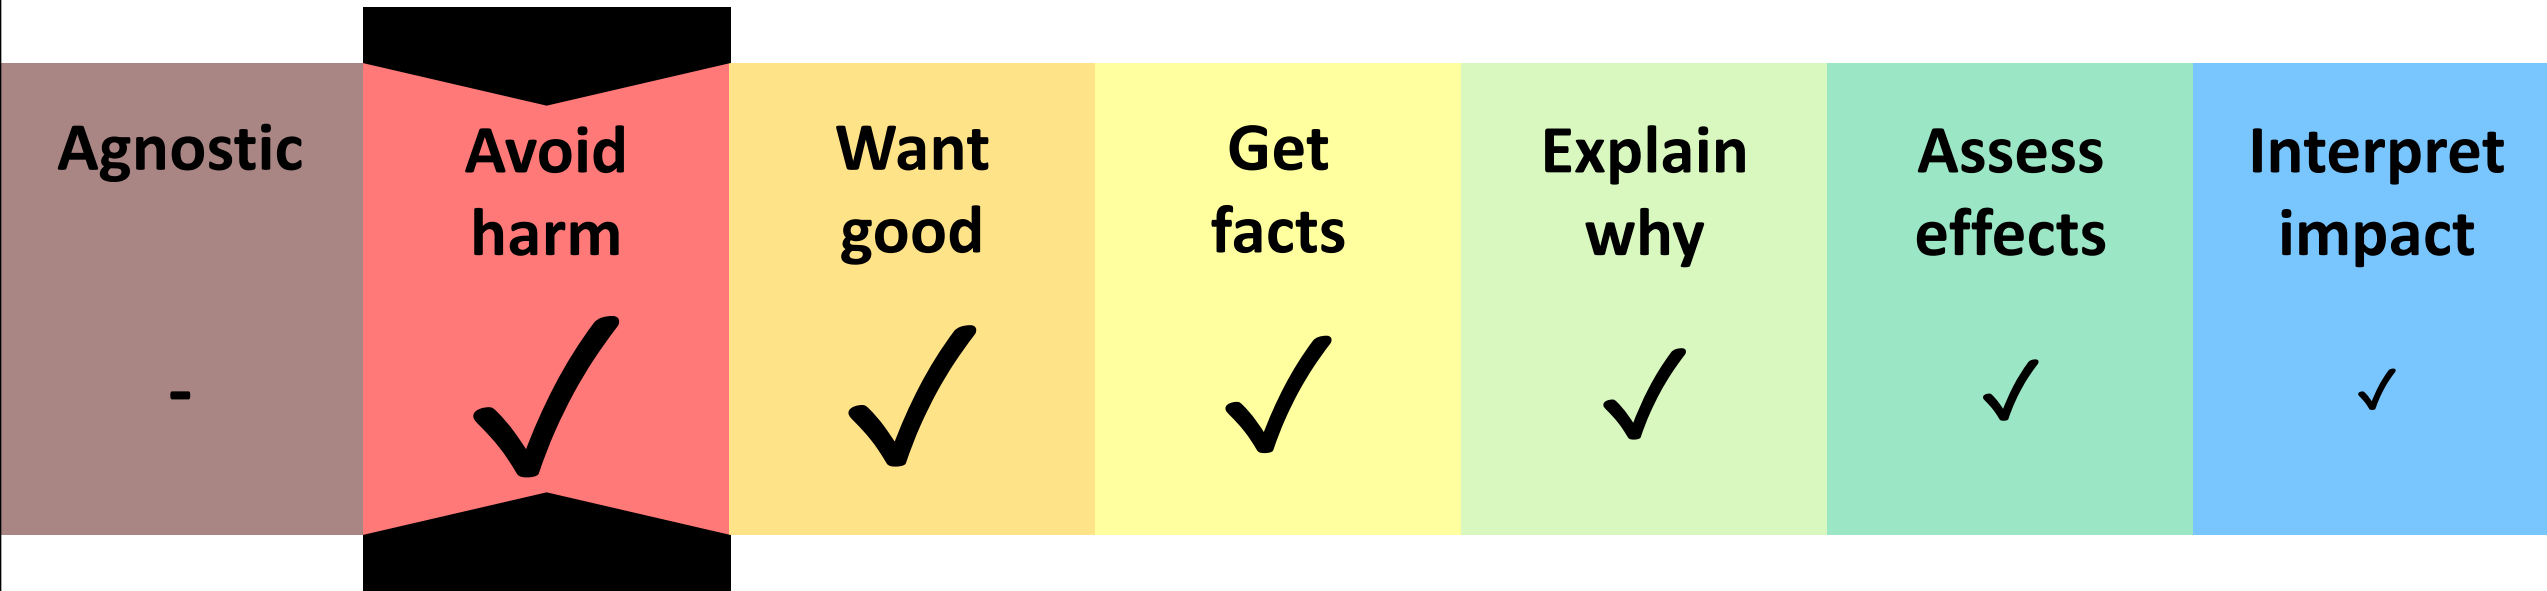 Agnostic
-
Avoid
harm
✓
Want
good
✓
Get
facts
✓
Explain
why
✓
Assess
effects
✓
Interpret
impact
✓